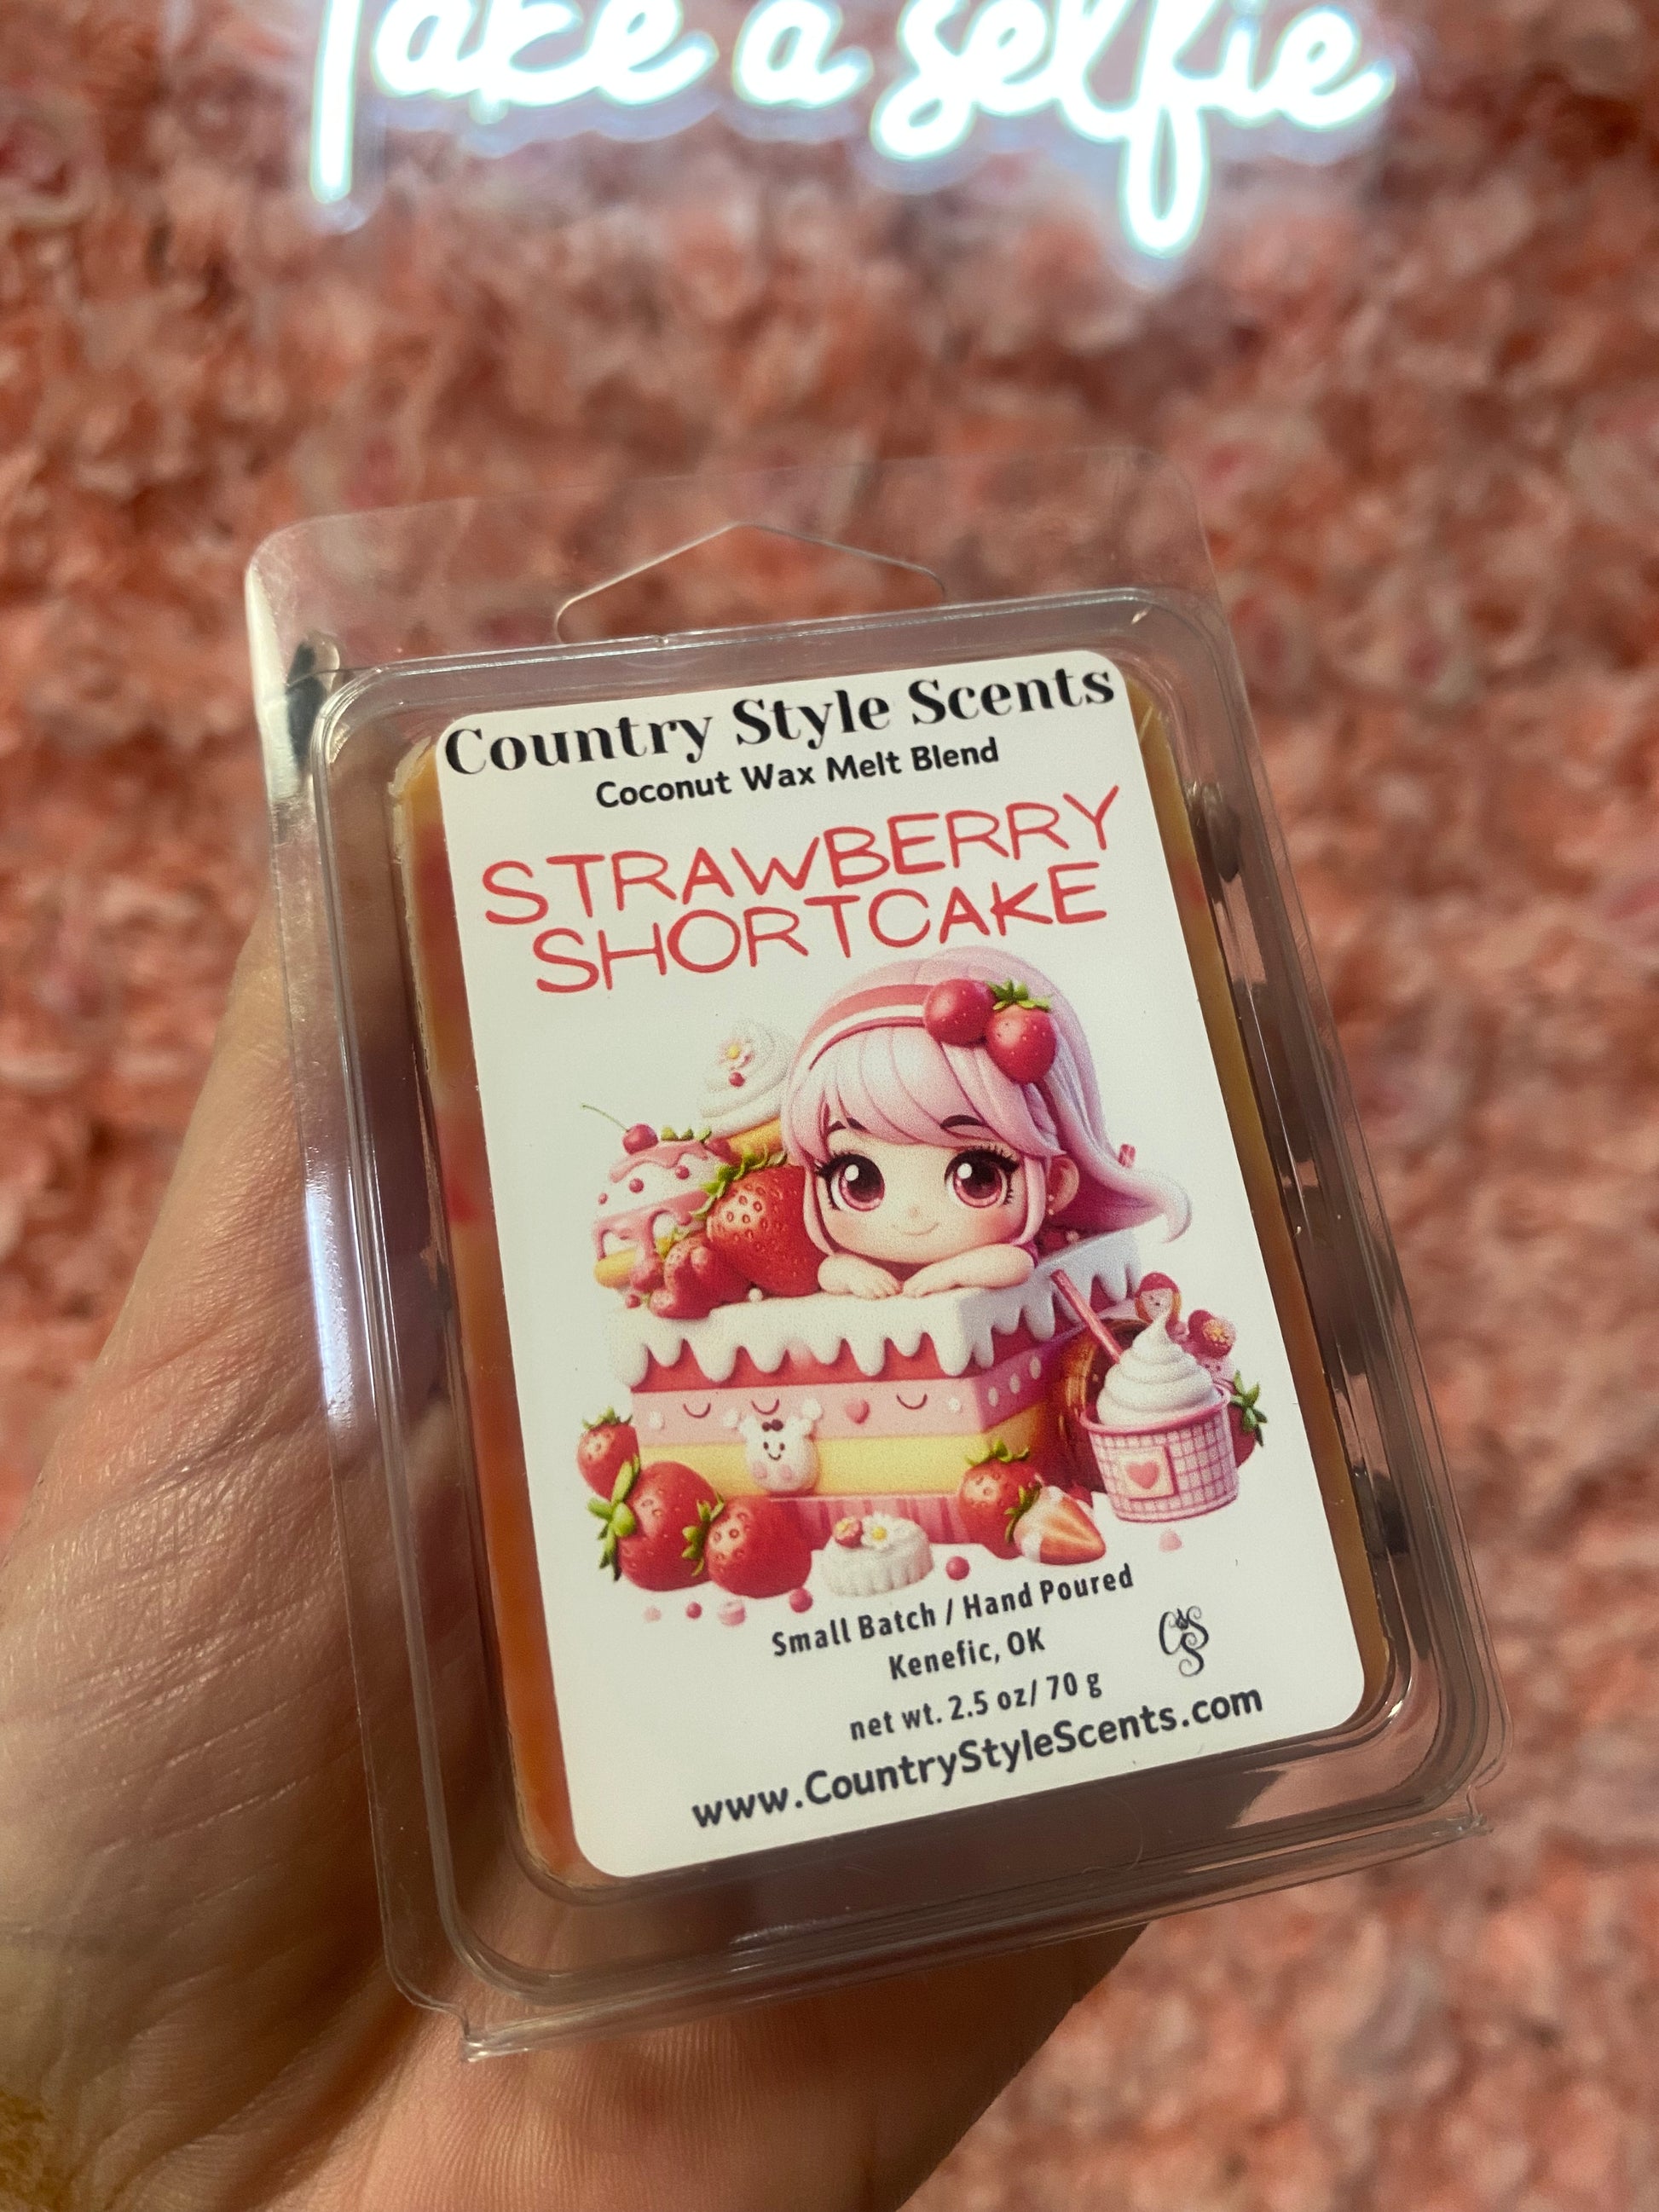 Take a selfie
Country Style Scents
Coconut Wax Melt Blend
STRAWBERRY
SHORTCAKE
Small Batch / Hand Poured
Kenefic, OK
CSS
net wt. 2.5 oz/ 70 g
www.CountryStyleScents.com